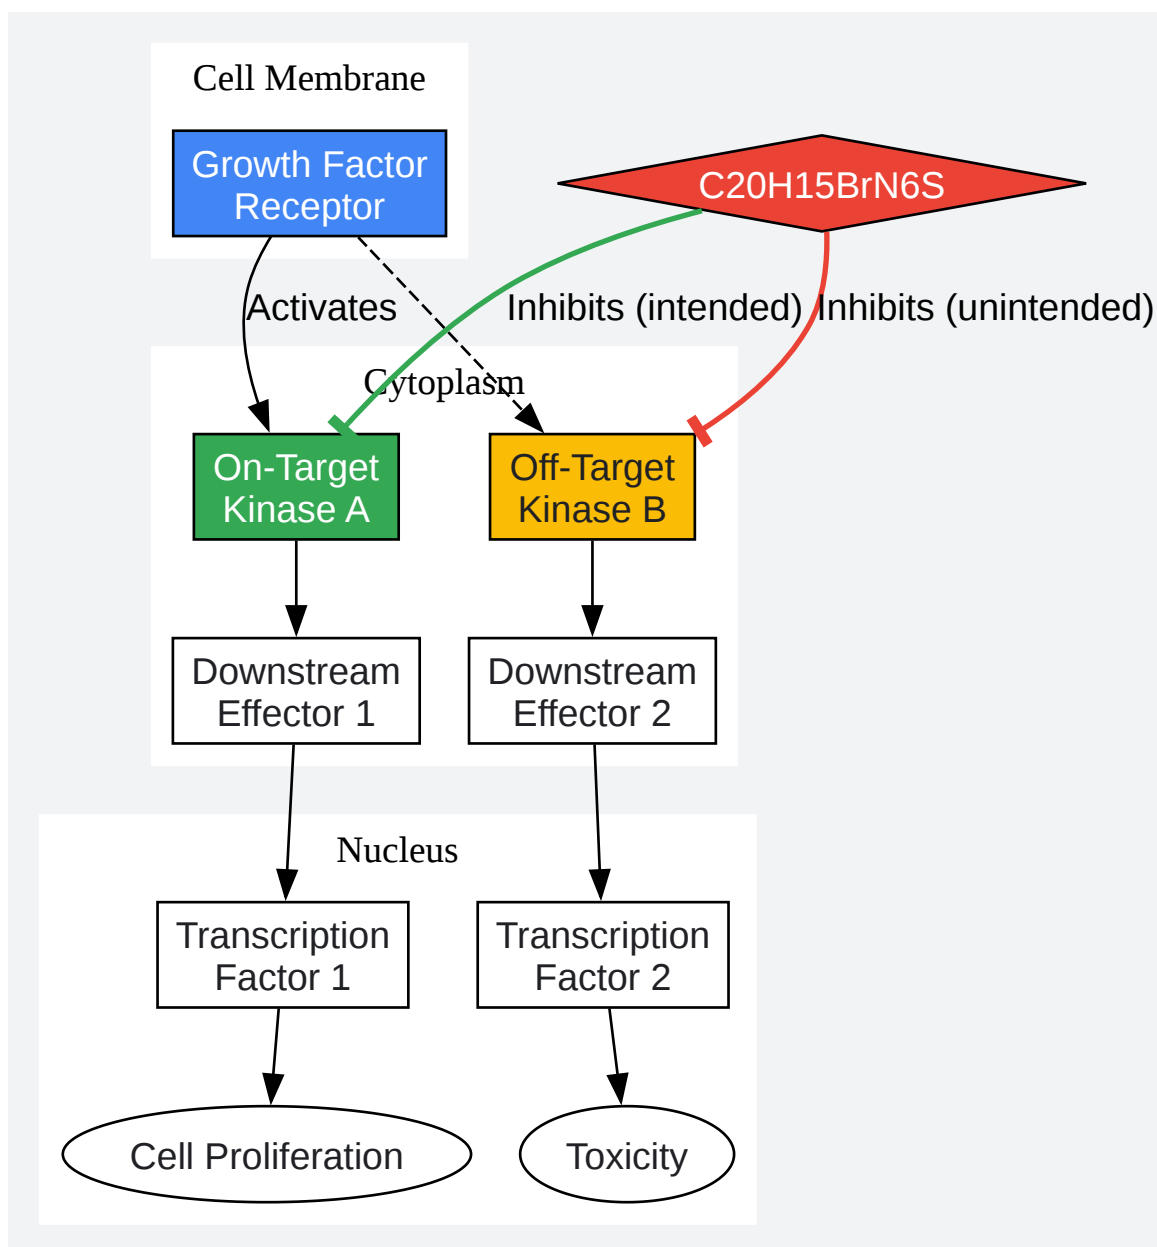 Cell Membrane
Growth Factor
Receptor
C20H15BrN6S
Activates
Inhibits (intended)
Inhibits (unintended)
Cytoplasm
On-Target
Kinase A
Off-Target
Kinase B
Downstream
Effector 1
Downstream
Effector 2
Nucleus
Transcription
Factor 1
Transcription
Factor 2
Cell Proliferation
Toxicity